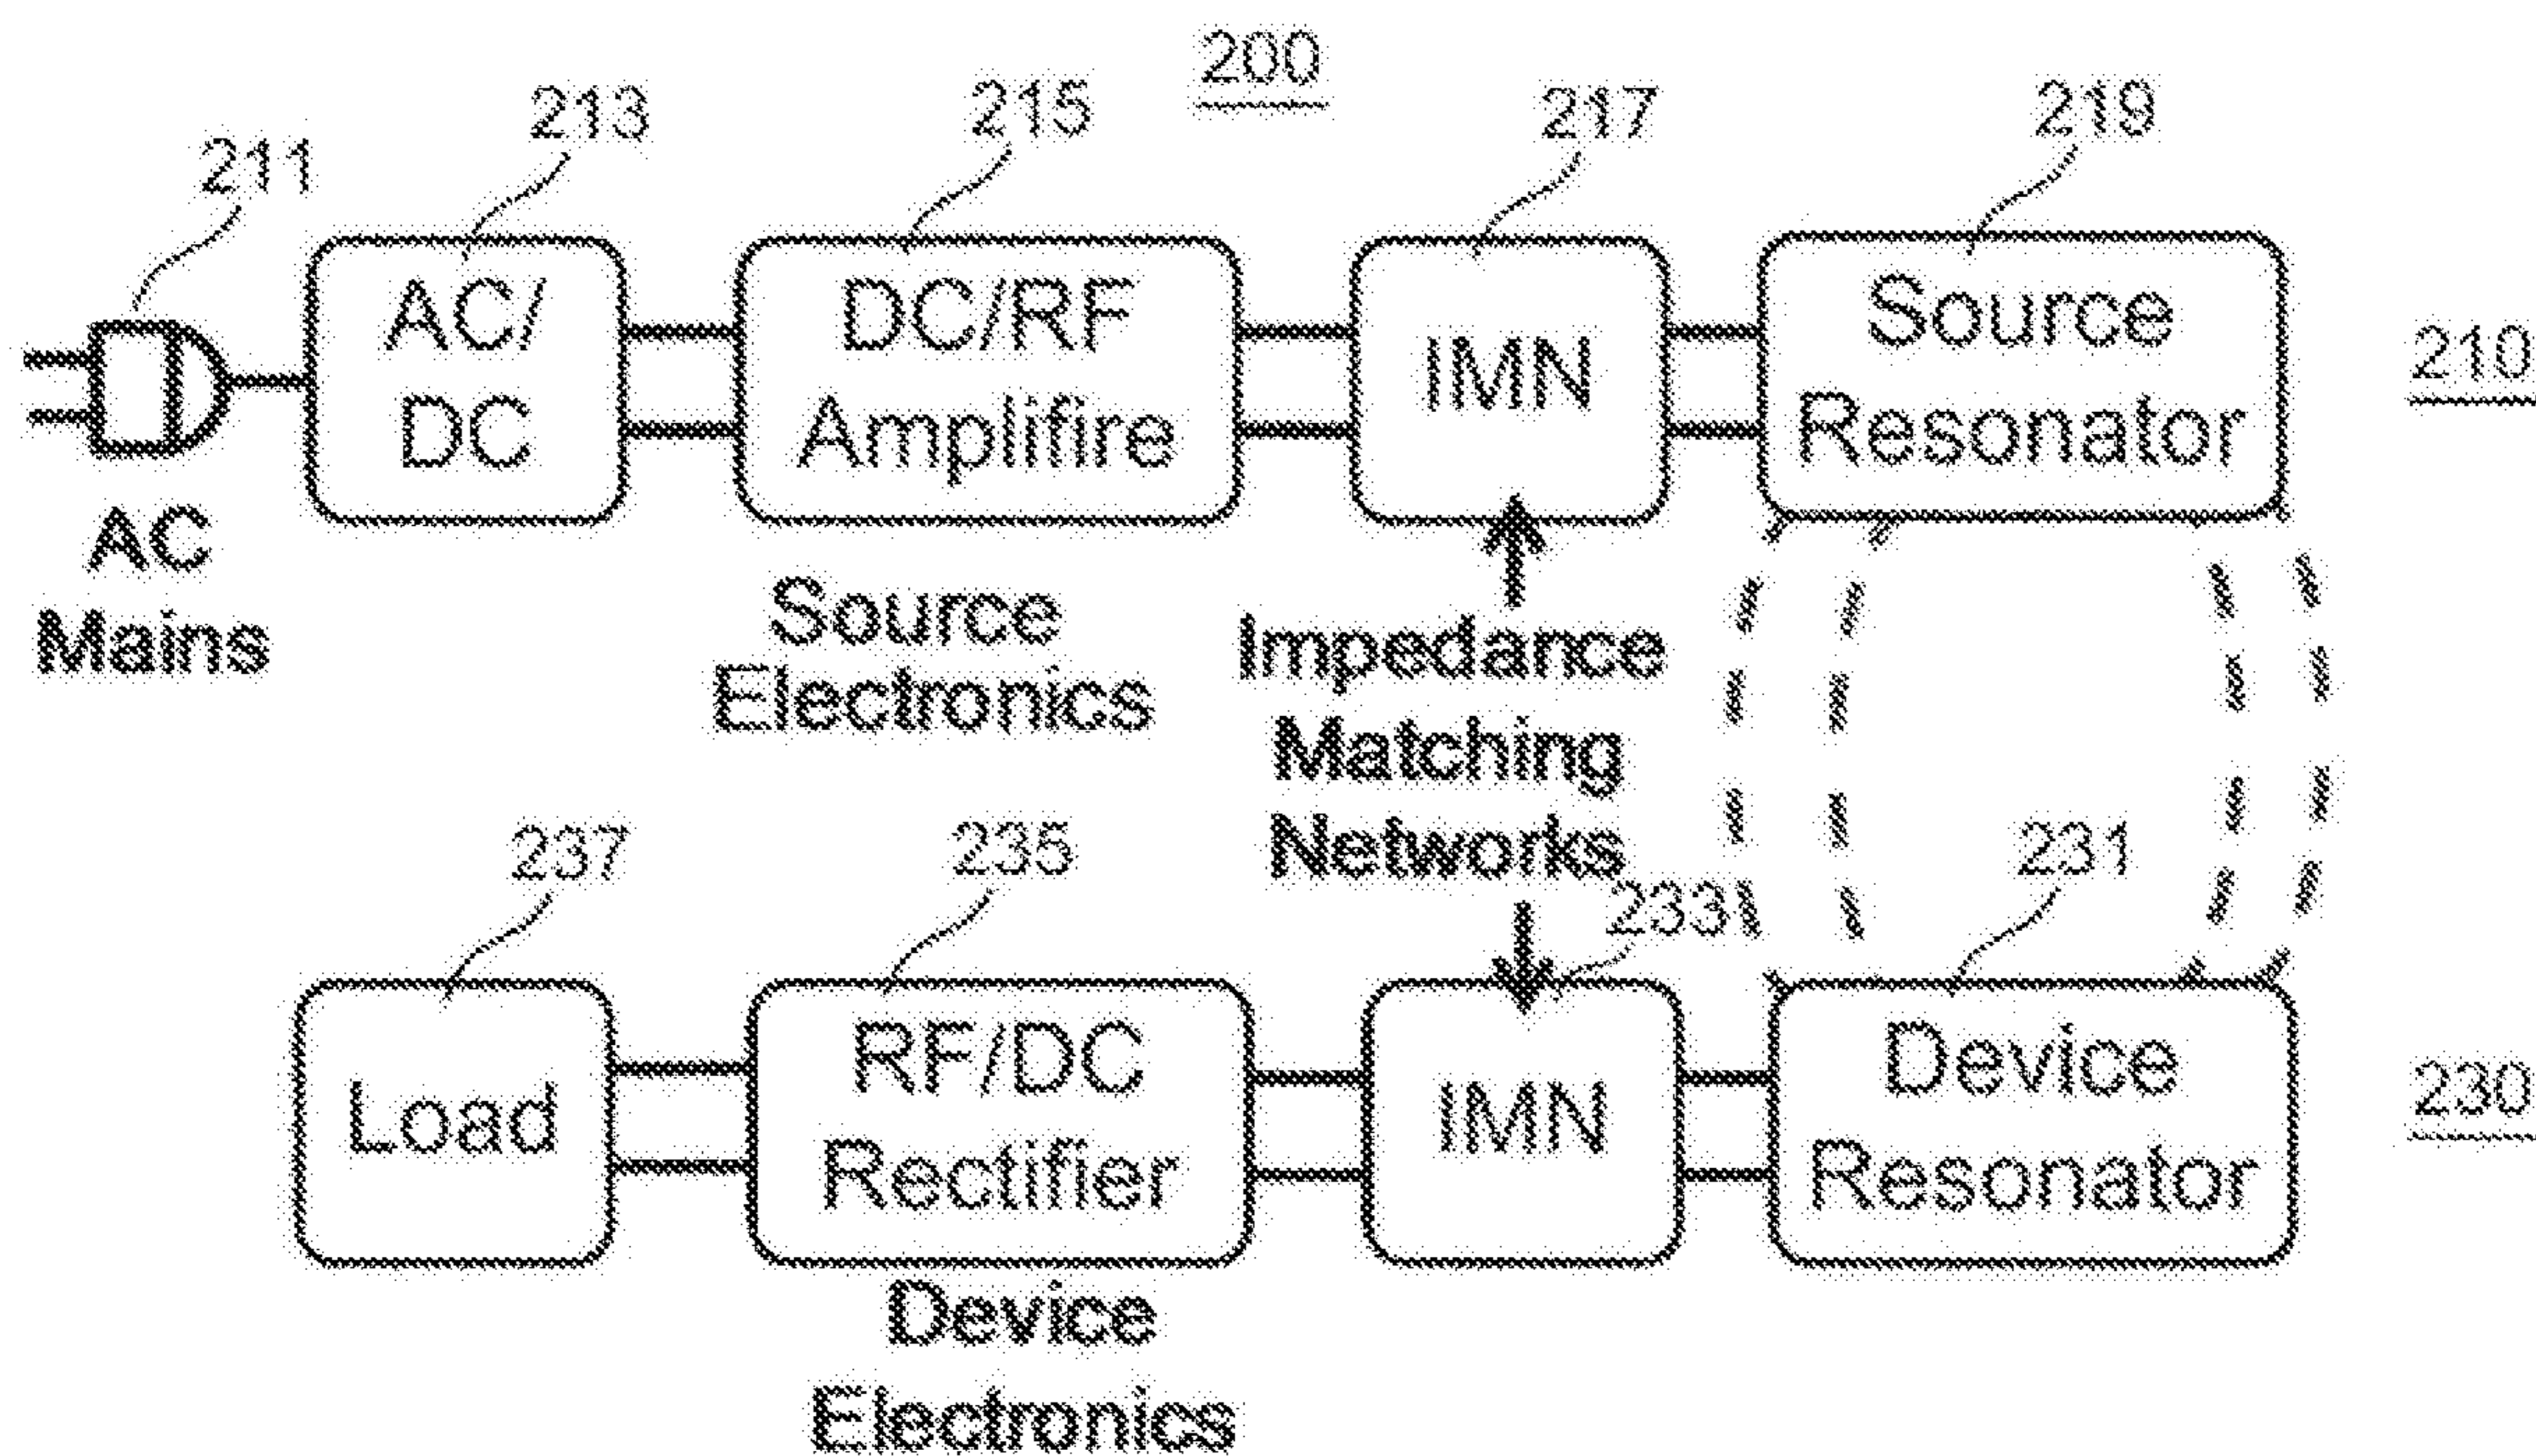 200
211
213
215
217
219
AC/
DC
DC/RF
Amplifire
IMN
Source
Resonator
210
AC
Mains
Source
Electronics
Impedance
Matching
Networks
237
235
233
231
Load
RF/DC
Rectifier
IMN
Device
Resonator
230
Device
Electronics